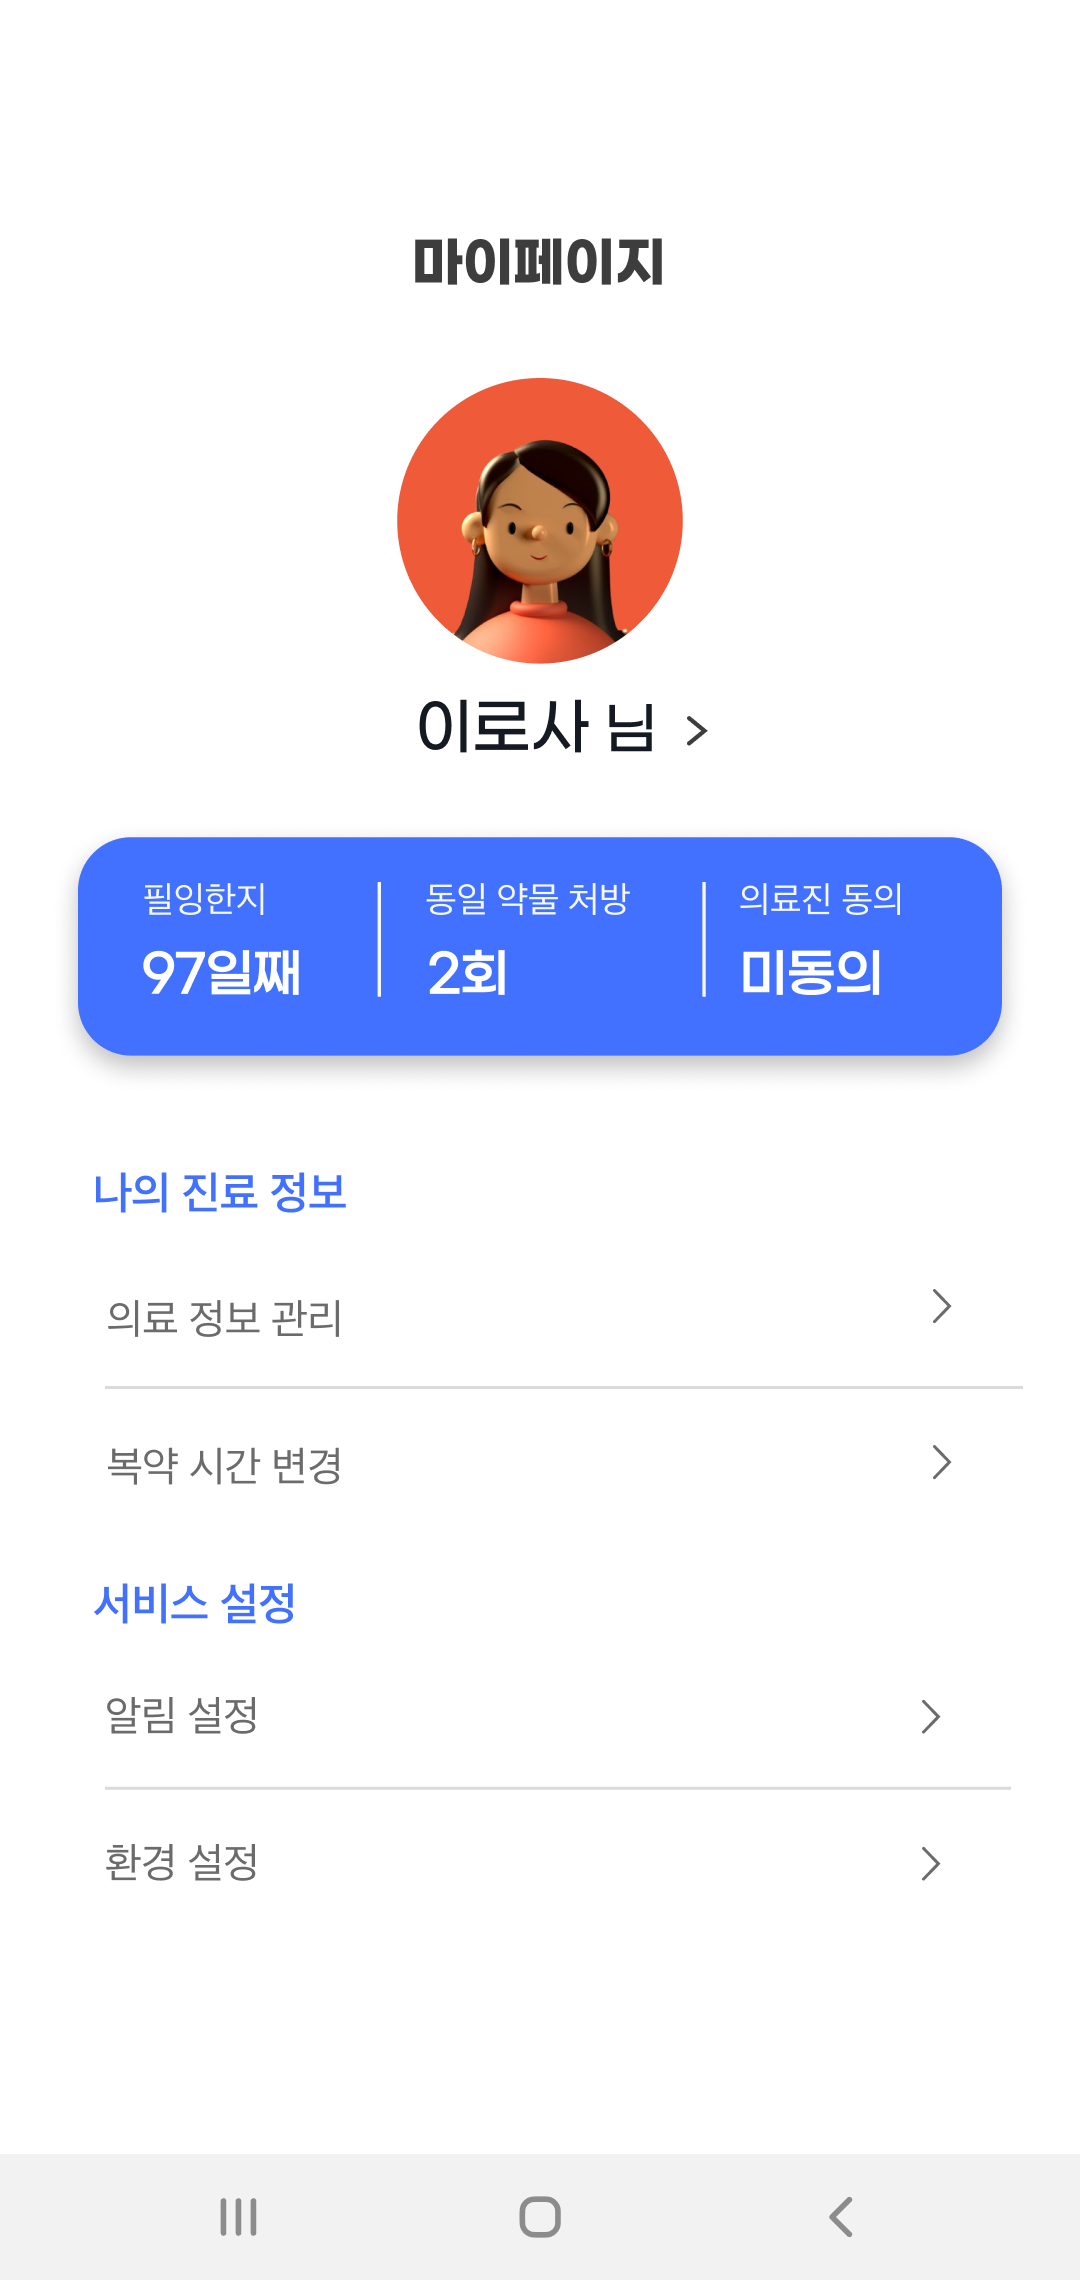 마이페이지
이로사 님
필잉한지
97일째
동일 약물 처방
2회
의료진 동의
미동의
나의 진료 정보
의료 정보 관리
복약 시간 변경
서비스 설정
알림 설정
환경 설정